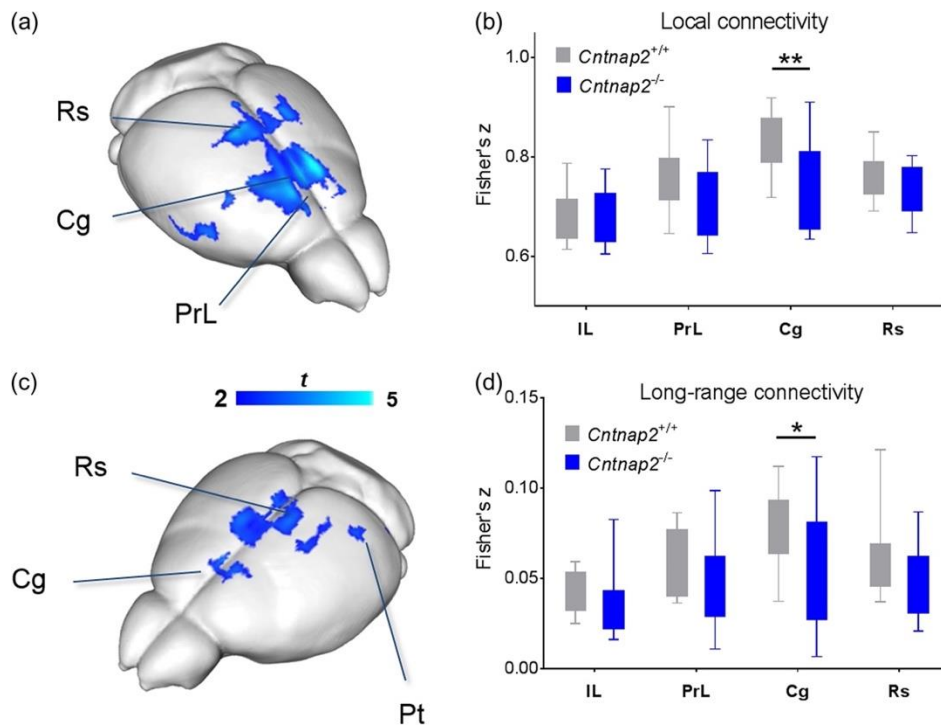 (a)
Rs
Cg
PrL
(b)
Local connectivity
Cntnap2+/+
Cntnap2-/-
**
Fisher's z
1.0
0.8
0.6
IL PrL Cg Rs
(c)
t
2 5
Rs
Cg
Pt
(d)
Long-range connectivity
Cntnap2+/+
Cntnap2-/-
*
Fisher's z
0.15
0.10
0.05
0.00
IL PrL Cg Rs